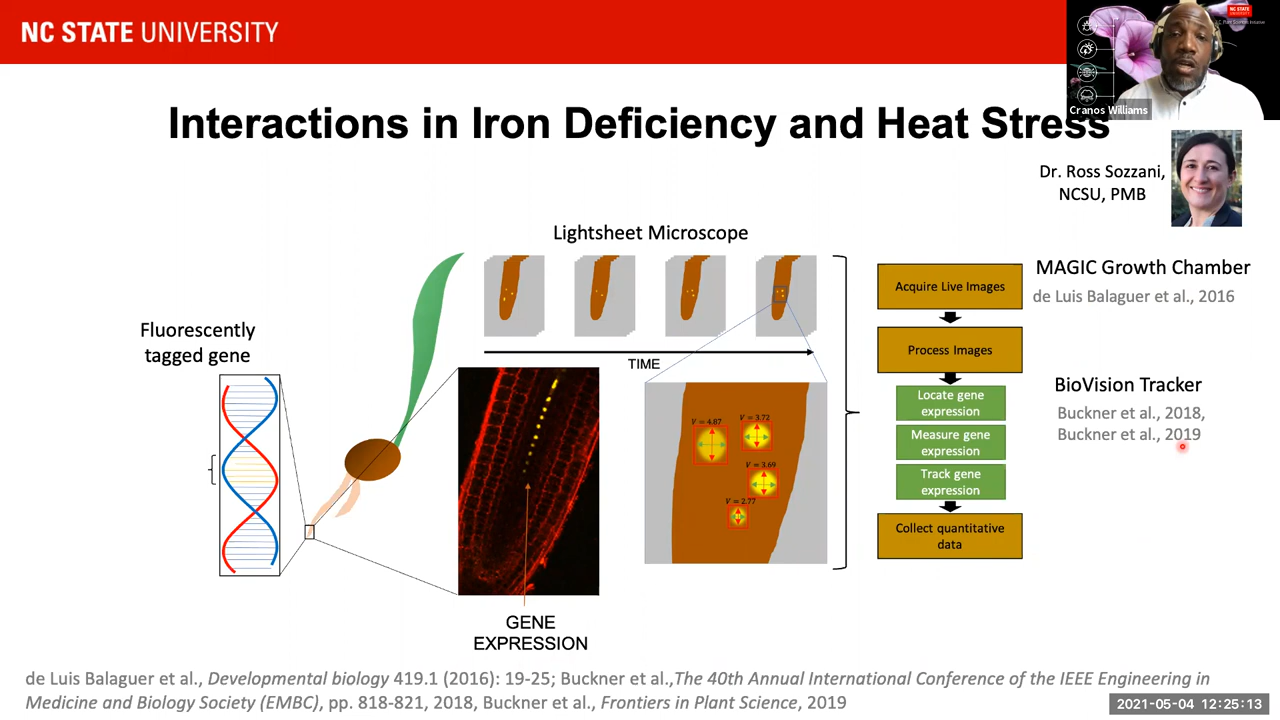 NC STATE UNIVERSITY
Cranos Williams
Interactions in Iron Deficiency and Heat Stress
Dr. Ross Sozzani,
NCSU, PMB
Lightsheet Microscope
TIME
Fluorescently
tagged gene
GENE
EXPRESSION
V = 4.87
V = 3.72
V = 3.69
V = 2.77
Acquire Live Images
Process Images
Locate gene
expression
Measure gene
expression
Track gene
expression
Collect quantitative
data
MAGIC Growth Chamber
de Luis Balaguer et al., 2016
BioVision Tracker
Buckner et al., 2018,
Buckner et al., 2019
de Luis Balaguer et al., Developmental biology 419.1 (2016): 19-25; Buckner et al.,The 40th Annual International Conference of the IEEE Engineering in
Medicine and Biology Society (EMBC), pp. 818-821, 2018, Buckner et al., Frontiers in Plant Science, 2019
2021-05-04 12:25:13